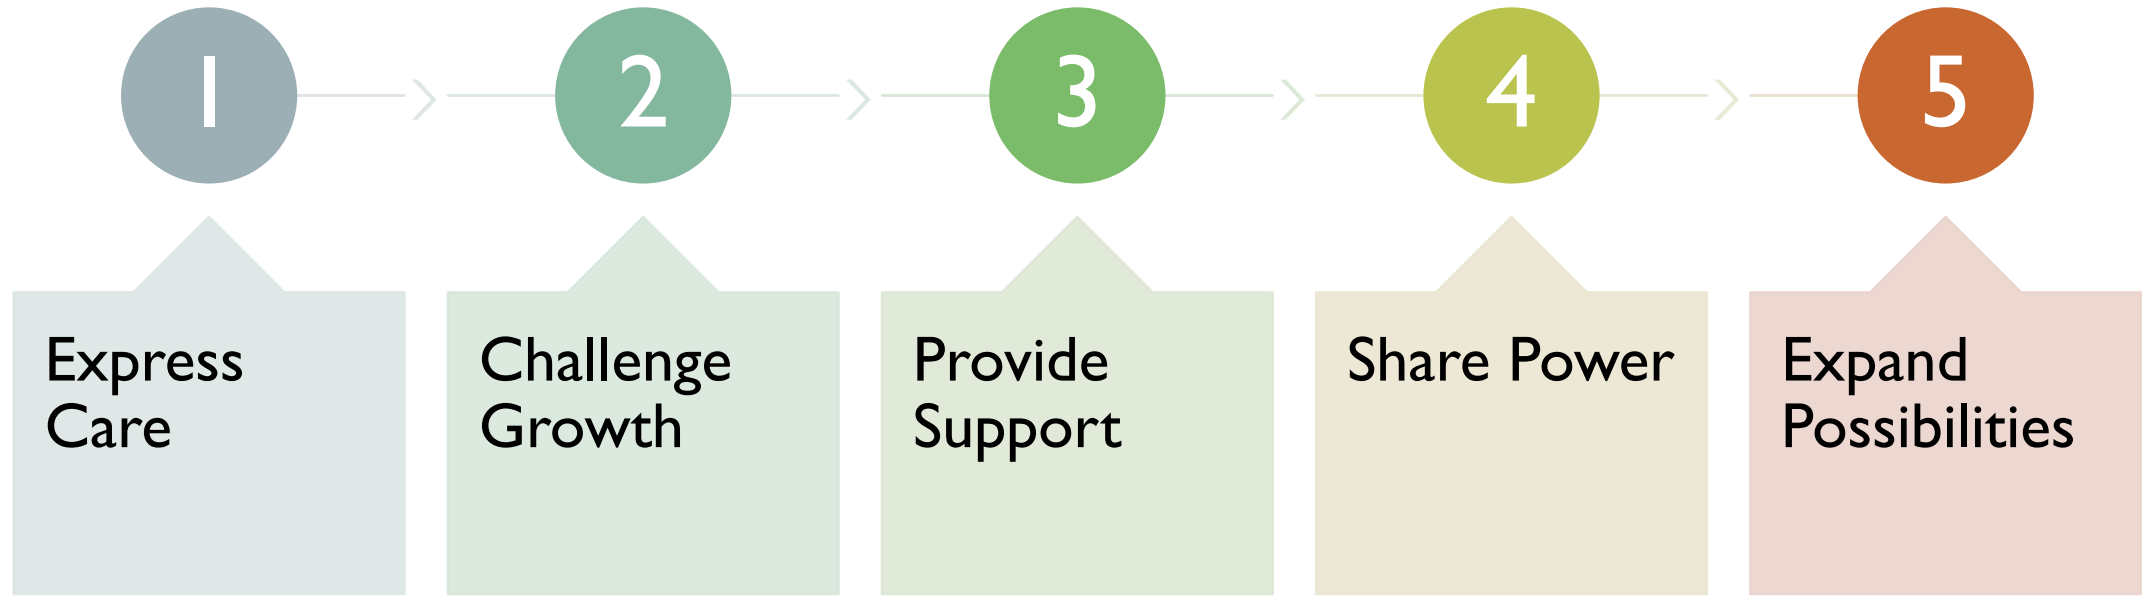 1
2
3
4
5
Express
Care
Challenge
Growth
Provide
Support
Share Power
Expand
Possibilities